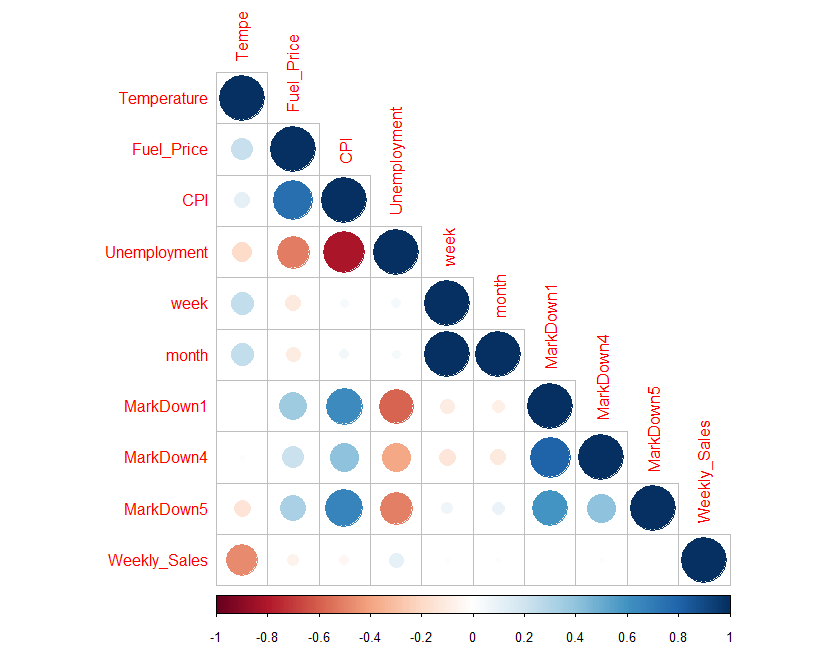 Tempe
Fuel_Price
CPI
Unemployment
week
month
MarkDown1
MarkDown4
MarkDown5
Weekly_Sales
Temperature
Fuel_Price
CPI
Unemployment
week
month
MarkDown1
MarkDown4
MarkDown5
Weekly_Sales
-1 -0.8 -0.6 -0.4 -0.2 0 0.2 0.4 0.6 0.8 1